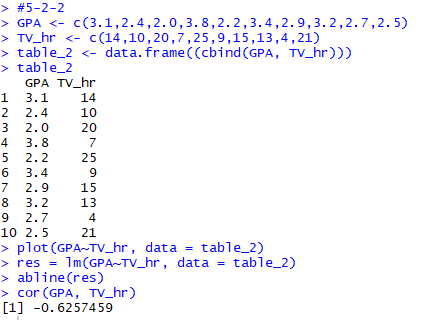 > #5-2-2
> GPA <- c(3.1,2.4,2.0,3.8,2.2,3.4,2.9,3.2,2.7,2.5)
> TV_hr <- c(14,10,20,7,25,9,15,13,4,21)
> table_2 <- data.frame((cbind(GPA, TV_hr)))
> table_2
   GPA TV_hr
1  3.1    14
2  2.4    10
3  2.0    20
4  3.8     7
5  2.2    25
6  3.4     9
7  2.9    15
8  3.2    13
9  2.7     4
10 2.5    21
> plot(GPA~TV_hr, data = table_2)
> res = lm(GPA~TV_hr, data = table_2)
> abline(res)
> cor(GPA, TV_hr)
[1] -0.6257459